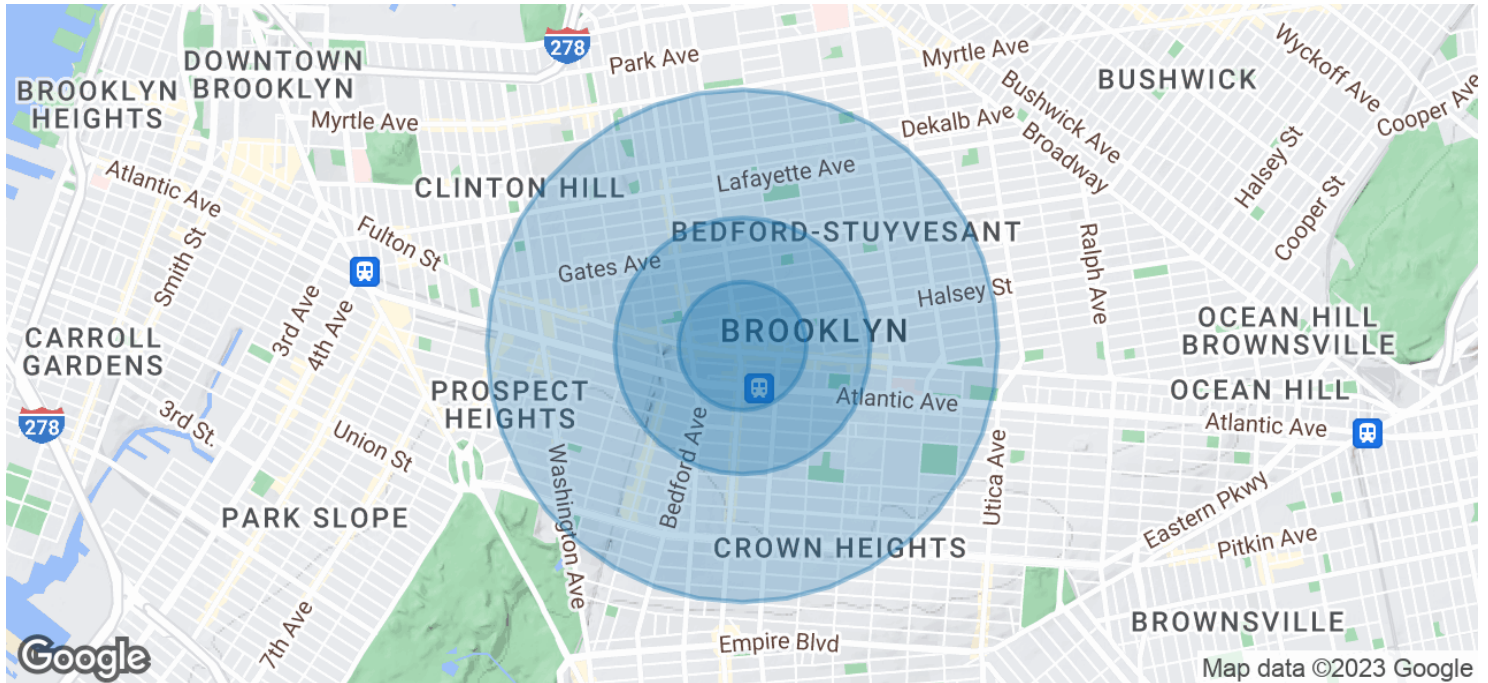 278
Park Ave
Myrtle Ave
Wyckoff Ave
DOWNTOWN
BROOKLYN
BROOKLYN
HEIGHTS
BUSHWICK
Cooper Ave
Bushwick Ave
Myrtle Ave
Dekalb Ave
Broadway
Halsey St
Atlantic Ave
CLINTON HILL
Lafayette Ave
Cooper St
Fulton St
BEDFORD-STUYVESANT
Ralph Ave
Smith St
Gates Ave
Halsey St
3rd Ave
4th Ave
BROOKLYN
OCEAN HILL
BROWNSVILLE
CARROLL
GARDENS
PROSPECT
HEIGHTS
Atlantic Ave
OCEAN HILL
278
3rd St.
Union St
Bedford Ave
Utica Ave
Atlantic Ave
Washington Ave
Eastern Pkwy
PARK SLOPE
CROWN HEIGHTS
Pitkin Ave
7th Ave
Empire Blvd
BROWNSVILLE
Google
Map data ©2023 Google